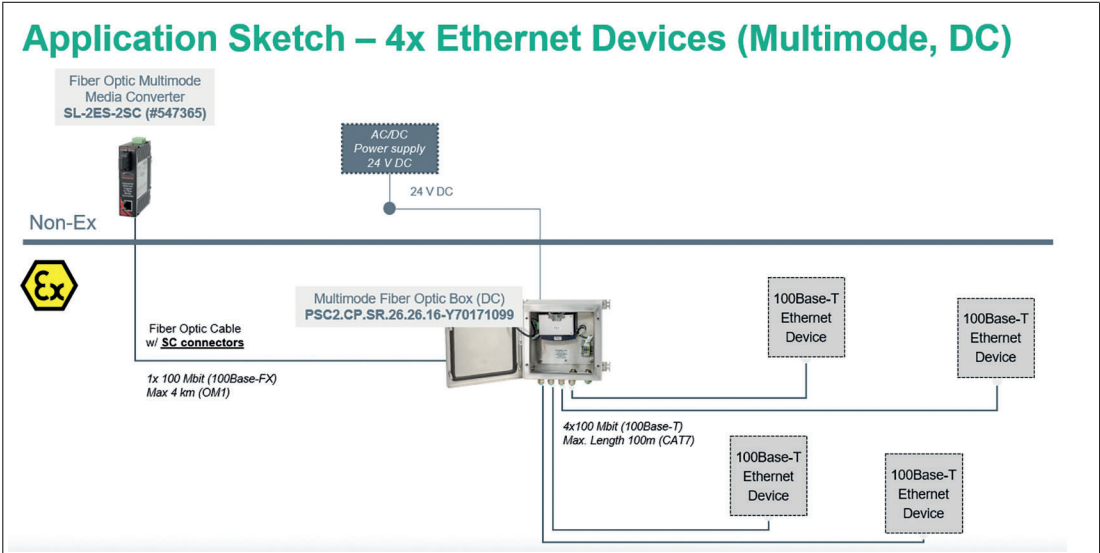 Application Sketch – 4x Ethernet Devices (Multimode, DC)
Fiber Optic Multimode
Media Converter
SL-2ES-2SC (#547365)
AC/DC
Power supply
24 V DC
24 V DC
Non-Ex
Ex
Multimode Fiber Optic Box (DC)
PSC2.CP.SR.26.26.16-Y70171099
Fiber Optic Cable
w/ SC connectors
1x 100 Mbit (100Base-FX)
Max 4 km (OM1)
100Base-T
Ethernet
Device
100Base-T
Ethernet
Device
4x100 Mbit (100Base-T)
Max. Length 100m (CAT7)
100Base-T
Ethernet
Device
100Base-T
Ethernet
Device